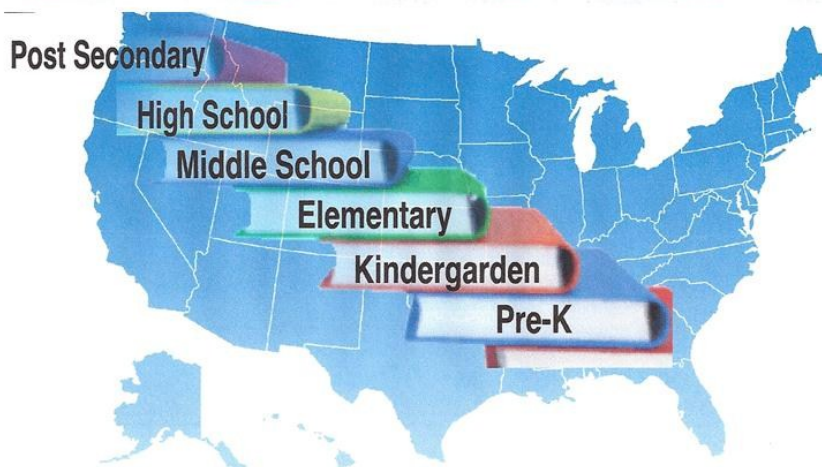 Post Secondary
High School
Middle School
Elementary
Kindergarden
Pre-K